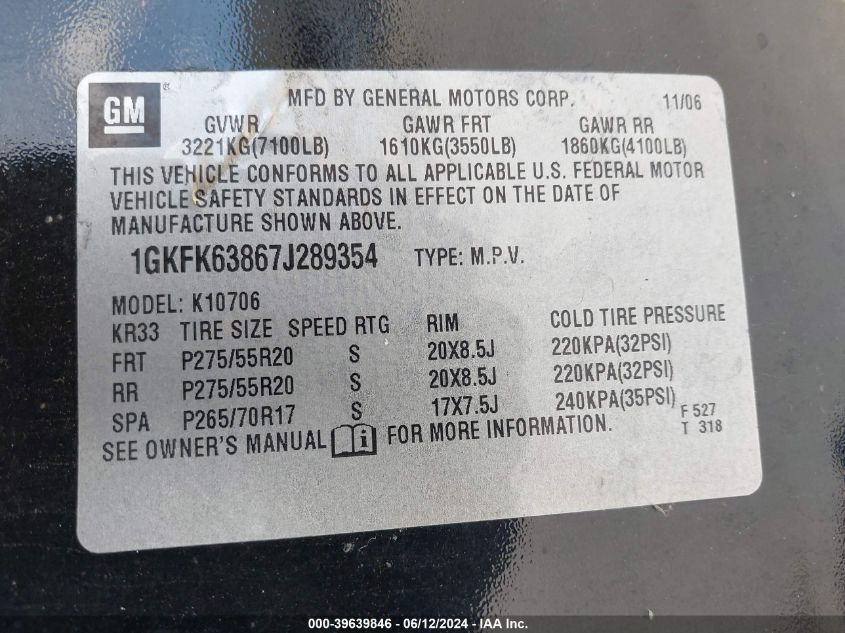 GM
MFD BY GENERAL MOTORS CORP. 11/06
GVWR GAWR FRT GAWR RR
3221KG(7100LB) 1610KG(3550LB) 1860KG(4100LB)
THIS VEHICLE CONFORMS TO ALL APPLICABLE U.S. FEDERAL MOTOR
VEHICLE SAFETY STANDARDS IN EFFECT ON THE DATE OF
MANUFACTURE SHOWN ABOVE.
1GKFK63867J289354 TYPE: M.P.V.
MODEL: K10706
KR33 TIRE SIZE SPEED RTG RIM COLD TIRE PRESSURE
FRT P275/55R20 S 20X8.5J 220KPA(32PSI)
RR P275/55R20 S 20X8.5J 220KPA(32PSI)
SPA P265/70R17 S 17X7.5J 240KPA(35PSI) F 527
SEE OWNER'S MANUAL i FOR MORE INFORMATION. T 318
000-39639846 - 06/12/2024 - IAA Inc.